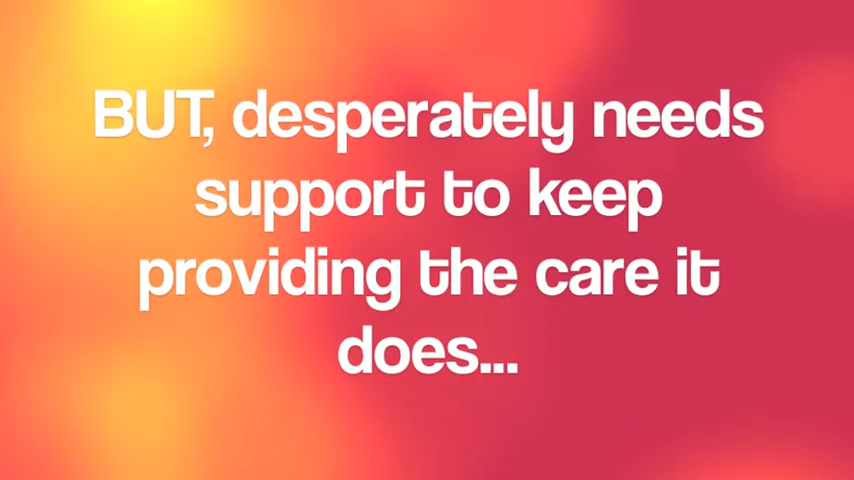 BUT, desperately needs
support to keep
providing the care it
does...